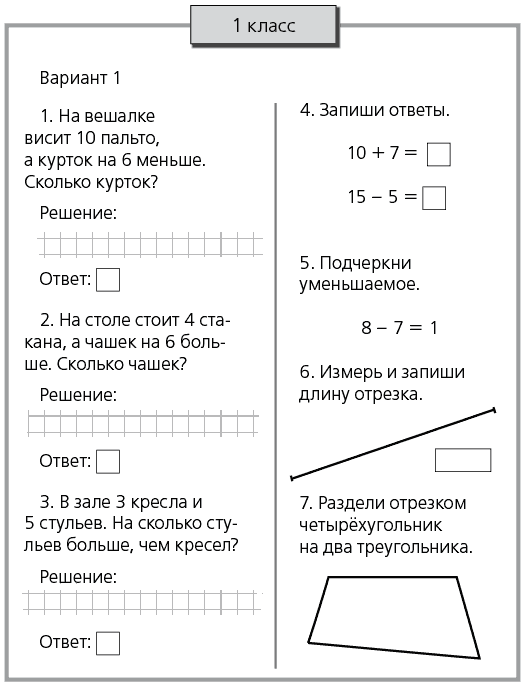 1 класс
Вариант 1
1. На вешалке
висит 10 пальто,
а курток на 6 меньше.
Сколько курток?
Решение:
Ответ:
2. На столе стоит 4 ста-
кана, а чашек на 6 боль-
ше. Сколько чашек?
Решение:
Ответ:
3. В зале 3 кресла и
5 стульев. На сколько сту-
льев больше, чем кресел?
Решение:
Ответ:
4. Запиши ответы.
10 + 7 =
15 – 5 =
5. Подчеркни
уменьшаемое.
8 – 7 = 1
6. Измерь и запиши
длину отрезка.
7. Раздели отрезком
четырёхугольник
на два треугольника.